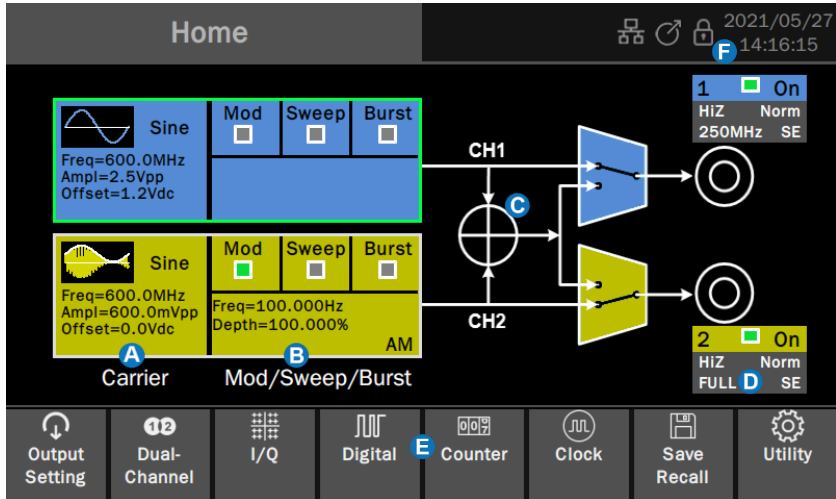 Home
2021/05/27
14:16:15
F
1 On
HiZ Norm
250MHz SE
Sine
Freq=600.0MHz
Ampl=2.5Vpp
Offset=1.2Vdc
Mod Sweep Burst
CH1
C
Sine
Freq=600.0MHz
Ampl=600.0mVpp
Offset=0.0Vdc
Mod Sweep Burst
Freq=100.000Hz
Depth=100.000%
AM
CH2
2 On
HiZ Norm
FULL D SE
A
B
Carrier
Mod/Sweep/Burst
Output
Setting
12
Dual-
Channel
I/Q
Digital
E
Counter
Clock
Save
Recall
Utility